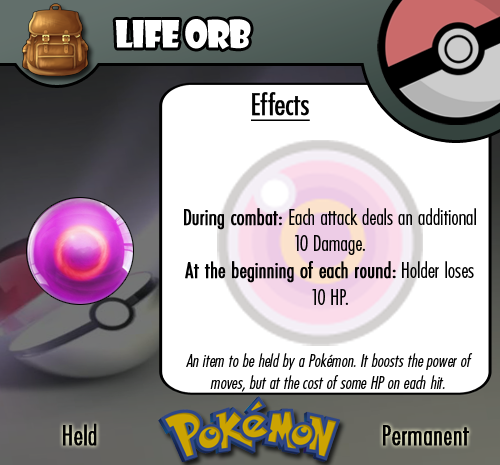 LIFE ORB
Effects
During combat: Each attack deals an additional
10 Damage.
At the beginning of each round: Holder loses
10 HP.
An item to be held by a Pokémon. It boosts the power of
moves, but at the cost of some HP on each hit.
Held
POKéMON
Permanent